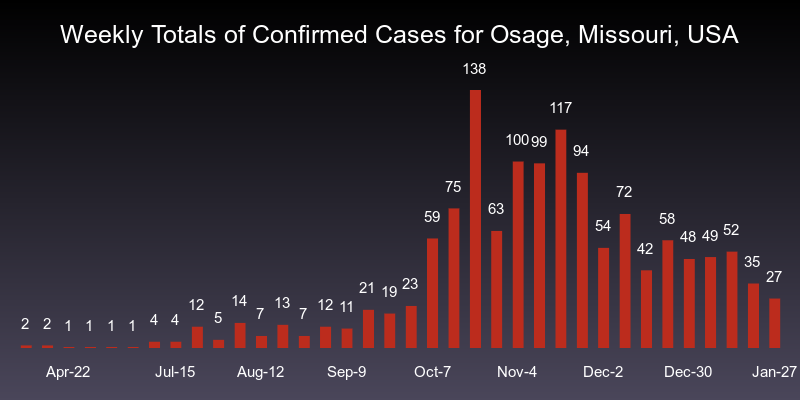 Weekly Totals of Confirmed Cases for Osage, Missouri, USA
2 2 1 1 1 1 4 4 12 5 14 7 13 7 12 11 21 19 23 59 75 138 63 100 99 117 94 54 72 42 58 48 49 52 35 27
Apr-22 Jul-15 Aug-12 Sep-9 Oct-7 Nov-4 Dec-2 Dec-30 Jan-27